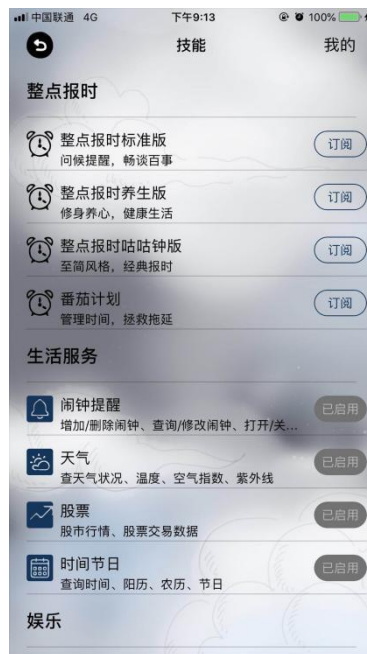 中国联通 4G 下午9:13 100%
技能 我的
整点报时
整点报时标准版
问候提醒，畅谈百事
订阅
整点报时养生版
修身养心，健康生活
订阅
整点报时咕咕钟版
至简风格，经典报时
订阅
番茄计划
管理时间，拯救拖延
订阅
生活服务
闹钟提醒
增加/删除闹钟、查询/修改闹钟、打开/关...
已启用
天气
查天气状况、温度、空气指数、紫外线
已启用
股票
股市行情、股票交易数据
已启用
时间节日
查询时间、阳历、农历、节日
已启用
娱乐